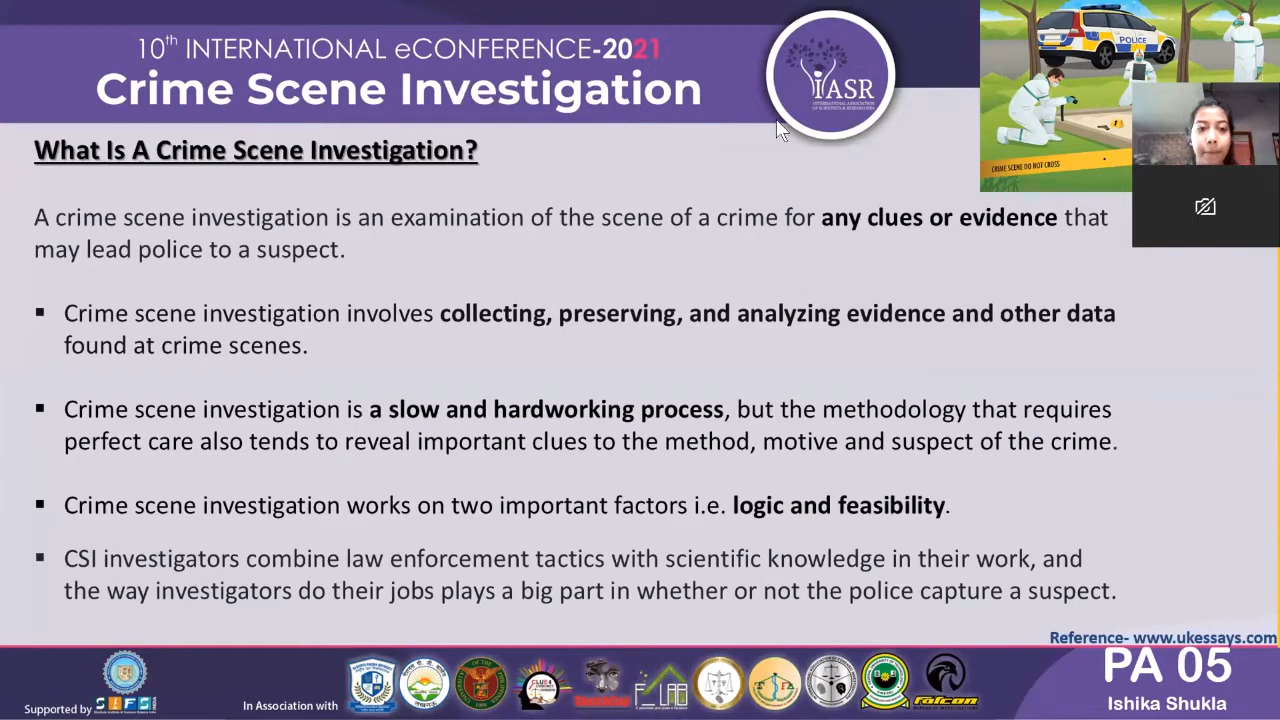 10th INTERNATIONAL eCONFERENCE-2021
Crime Scene Investigation
iASR
INTERNATIONAL ASSOCIATION
OF SCIENTISTS & RESEARCHERS
POLICE
CRIME SCENE DO NOT CROSS
What Is A Crime Scene Investigation?
A crime scene investigation is an examination of the scene of a crime for any clues or evidence that
may lead police to a suspect.
▪ Crime scene investigation involves collecting, preserving, and analyzing evidence and other data
found at crime scenes.
▪ Crime scene investigation is a slow and hardworking process, but the methodology that requires
perfect care also tends to reveal important clues to the method, motive and suspect of the crime.
▪ Crime scene investigation works on two important factors i.e. logic and feasibility.
▪ CSI investigators combine law enforcement tactics with scientific knowledge in their work, and
the way investigators do their jobs plays a big part in whether or not the police capture a suspect.
Reference- www.ukessays.com
Supported by
SIFS
In Association with
falcon
PA 05
Ishika Shukla